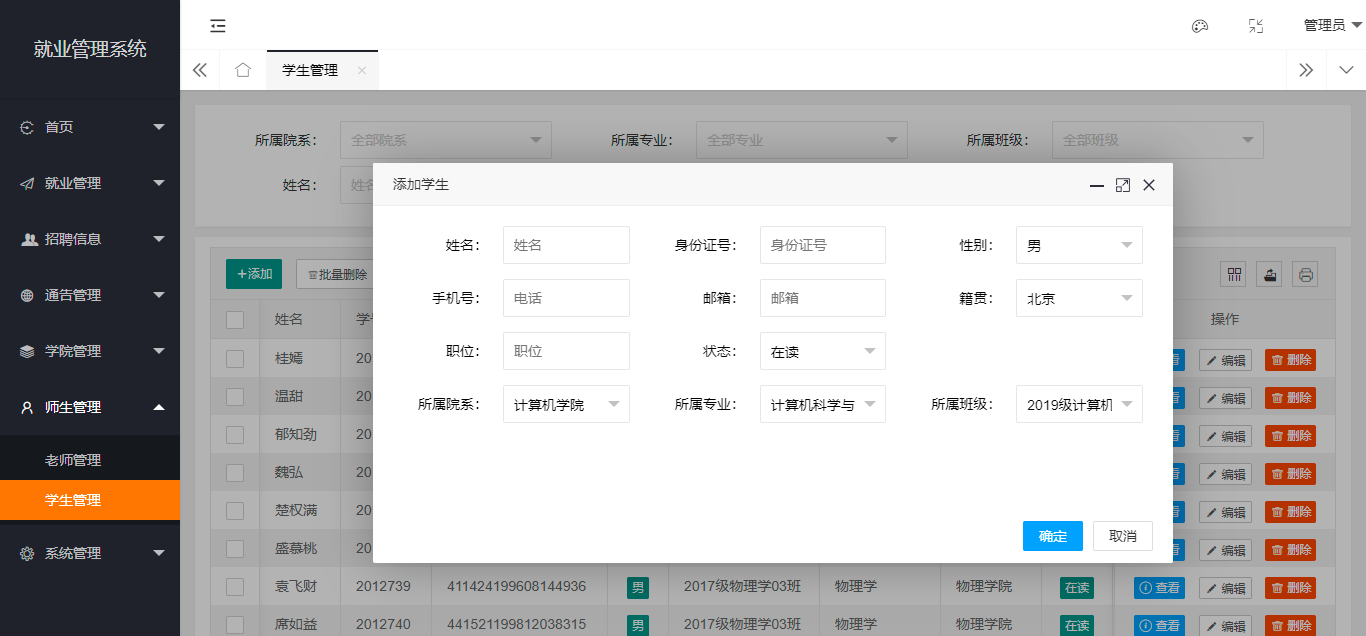 就业管理系统
管理员
学生管理
首页
就业管理
招聘信息
通告管理
学院管理
师生管理
老师管理
学生管理
系统管理
所属院系： 全部院系 所属专业： 全部专业 所属班级： 全部班级
姓名： 姓名
添加学生
姓名： 姓名 身份证号： 身份证号 性别： 男
手机号： 电话 邮箱： 邮箱 籍贯： 北京
职位： 职位 状态： 在读
所属院系： 计算机学院 所属专业： 计算机科学与 所属班级： 2019级计算机
确定 取消
+添加 批量删除
姓名 学号 操作
桂嫣 20 看 编辑 删除
温甜 20 看 编辑 删除
郁知劲 20 看 编辑 删除
魏弘 20 看 编辑 删除
楚权满 20 看 编辑 删除
盛慕桃 20 看 编辑 删除
袁飞财 2012739 411424199608144936 男 2017级物理学03班 物理学 物理学院 在读 查看 编辑 删除
席如益 2012740 441521199812038315 男 2017级物理学03班 物理学 物理学院 在读 查看 编辑 删除